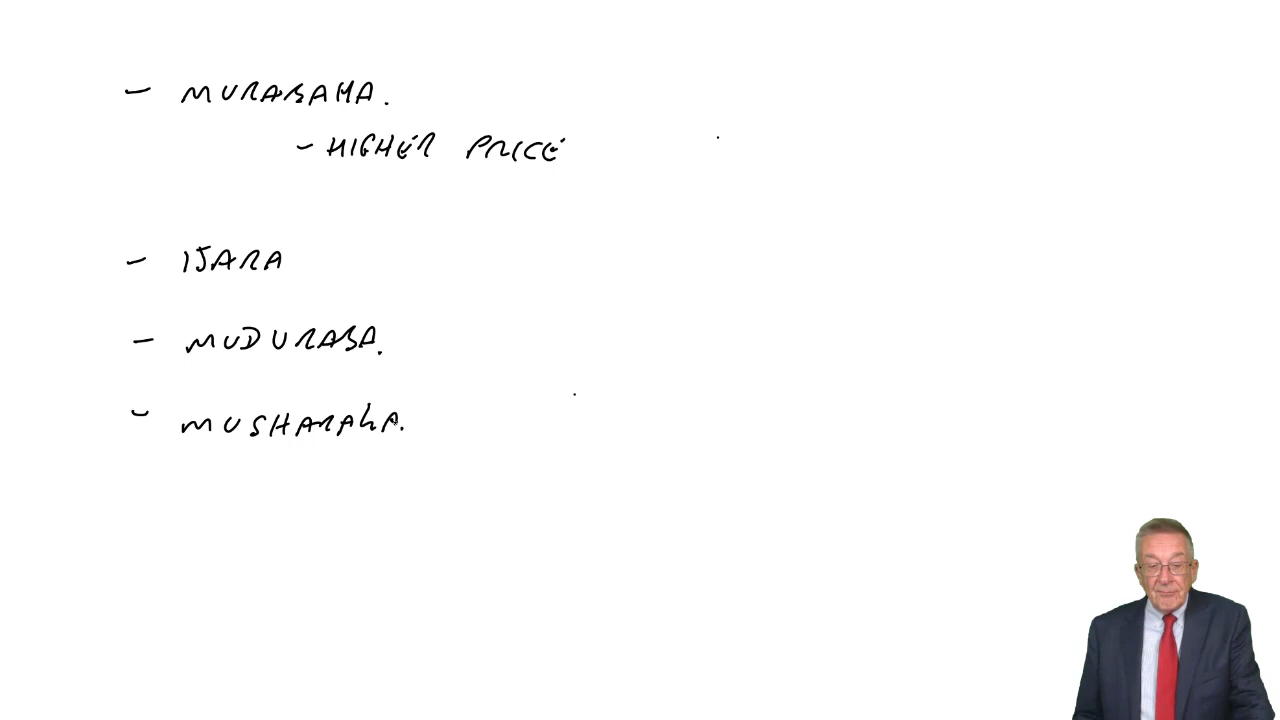 - MURABAHA.
- HIGHER PRICE
- IJARA
- MUDURABA.
- MUSHARAKA.